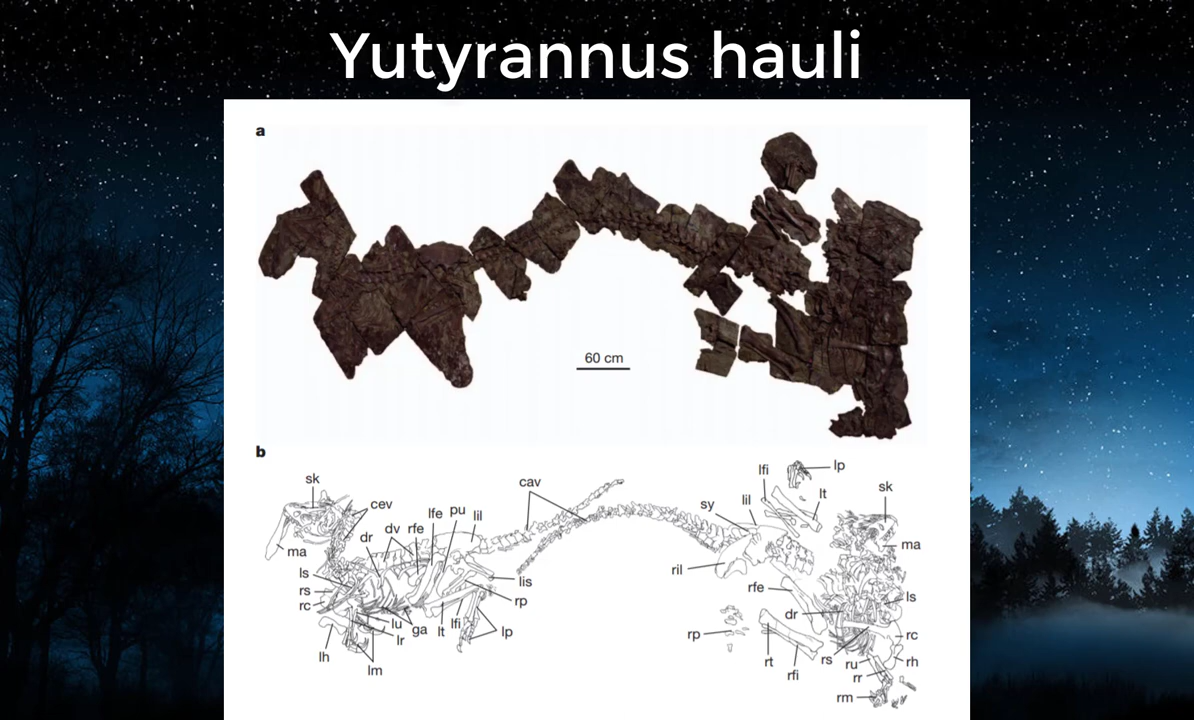 Yutyrannus hauli
a
60 cm
b
sk
cev
dr
dv
rfe
lfe
pu
lil
cav
ma
ls
rs
rc
lh
lu
lr
lm
ga
lt
lfi
lis
rp
lp
sy
lil
lfi
lp
lt
sk
ma
ril
rfe
dr
ls
rp
rt
rfi
rs
ru
rr
rc
rh
rm